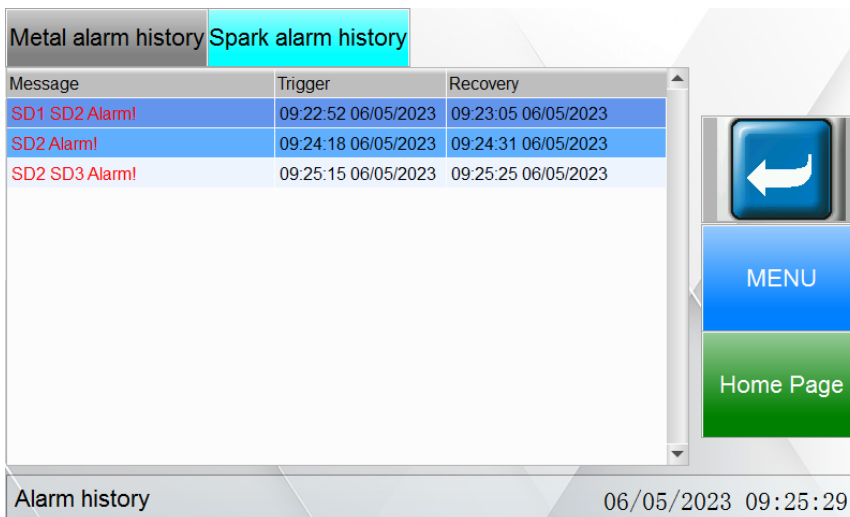 Metal alarm history Spark alarm history
Message Trigger Recovery
SD1 SD2 Alarm! 09:22:52 06/05/2023 09:23:05 06/05/2023
SD2 Alarm! 09:24:18 06/05/2023 09:24:31 06/05/2023
SD2 SD3 Alarm! 09:25:15 06/05/2023 09:25:25 06/05/2023
MENU
Home Page
Alarm history 06/05/2023 09:25:29